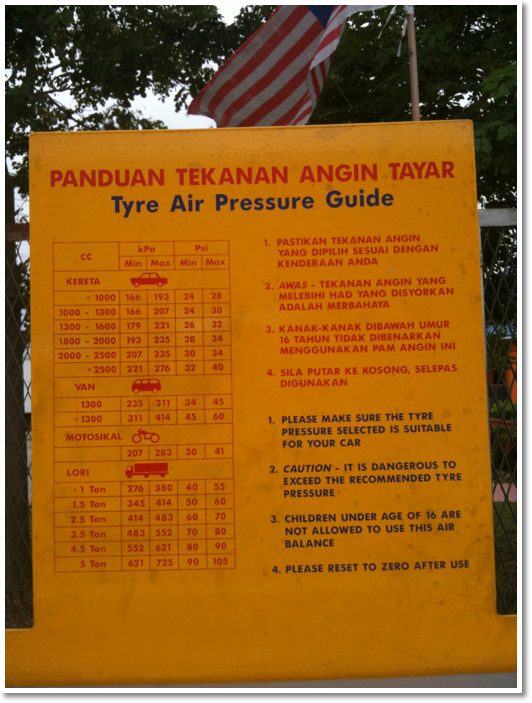 PANDUAN TEKANAN ANGIN TAYAR
Tyre Air Pressure Guide
CC kPa Psi
Min Max Min Max
KERETA
< 1000 166 193 24 28
1000 - 1300 166 207 24 30
1300 - 1600 179 221 26 32
1800 - 2000 193 235 28 34
2000 - 2500 207 235 30 34
>2500 221 276 32 40
VAN
1300 235 311 34 45
>1300 311 414 45 60
MOTOSIKAL
207 283 30 41
LORI
<1 Ton 276 380 40 55
1.5 Ton 345 414 50 60
2.5 Ton 414 483 60 70
3.5 Ton 483 552 70 80
4.5 Ton 552 621 80 90
5 Ton 621 725 90 105
1. PASTIKAN TEKANAN ANGIN
YANG DIPILIH SESUAI DENGAN
KENDERAAN ANDA
2. AWAS - TEKANAN ANGIN YANG
MELEBIHI HAD YANG DISYORKAN
ADALAH MERBAHAYA
3. KANAK-KANAK DIBAWAH UMUR
16 TAHUN TIDAK DIBENARKAN
MENGGUNAKAN PAM ANGIN INI
4. SILA PUTAR KE KOSONG, SELEPAS
DIGUNAKAN
1. PLEASE MAKE SURE THE TYRE
PRESSURE SELECTED IS SUITABLE
FOR YOUR CAR
2. CAUTION - IT IS DANGEROUS TO
EXCEED THE RECOMMENDED TYRE
PRESSURE
3. CHILDREN UNDER AGE OF 16 ARE
NOT ALLOWED TO USE THIS AIR
BALANCE
4. PLEASE RESET TO ZERO AFTER USE